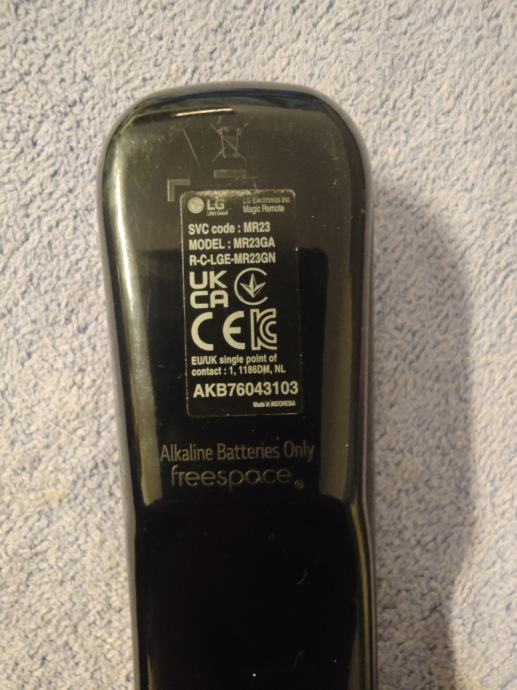 LG
Life's Good
LG Electronics Inc.
Magic Remote
SVC code : MR23
MODEL : MR23GA
R-C-LGE-MR23GN
UK
CA
CE
EU/UK single point of
contact : 1, 1186DM, NL
AKB76043103
Made in INDONESIA
Alkaline Batteries Only
freespace